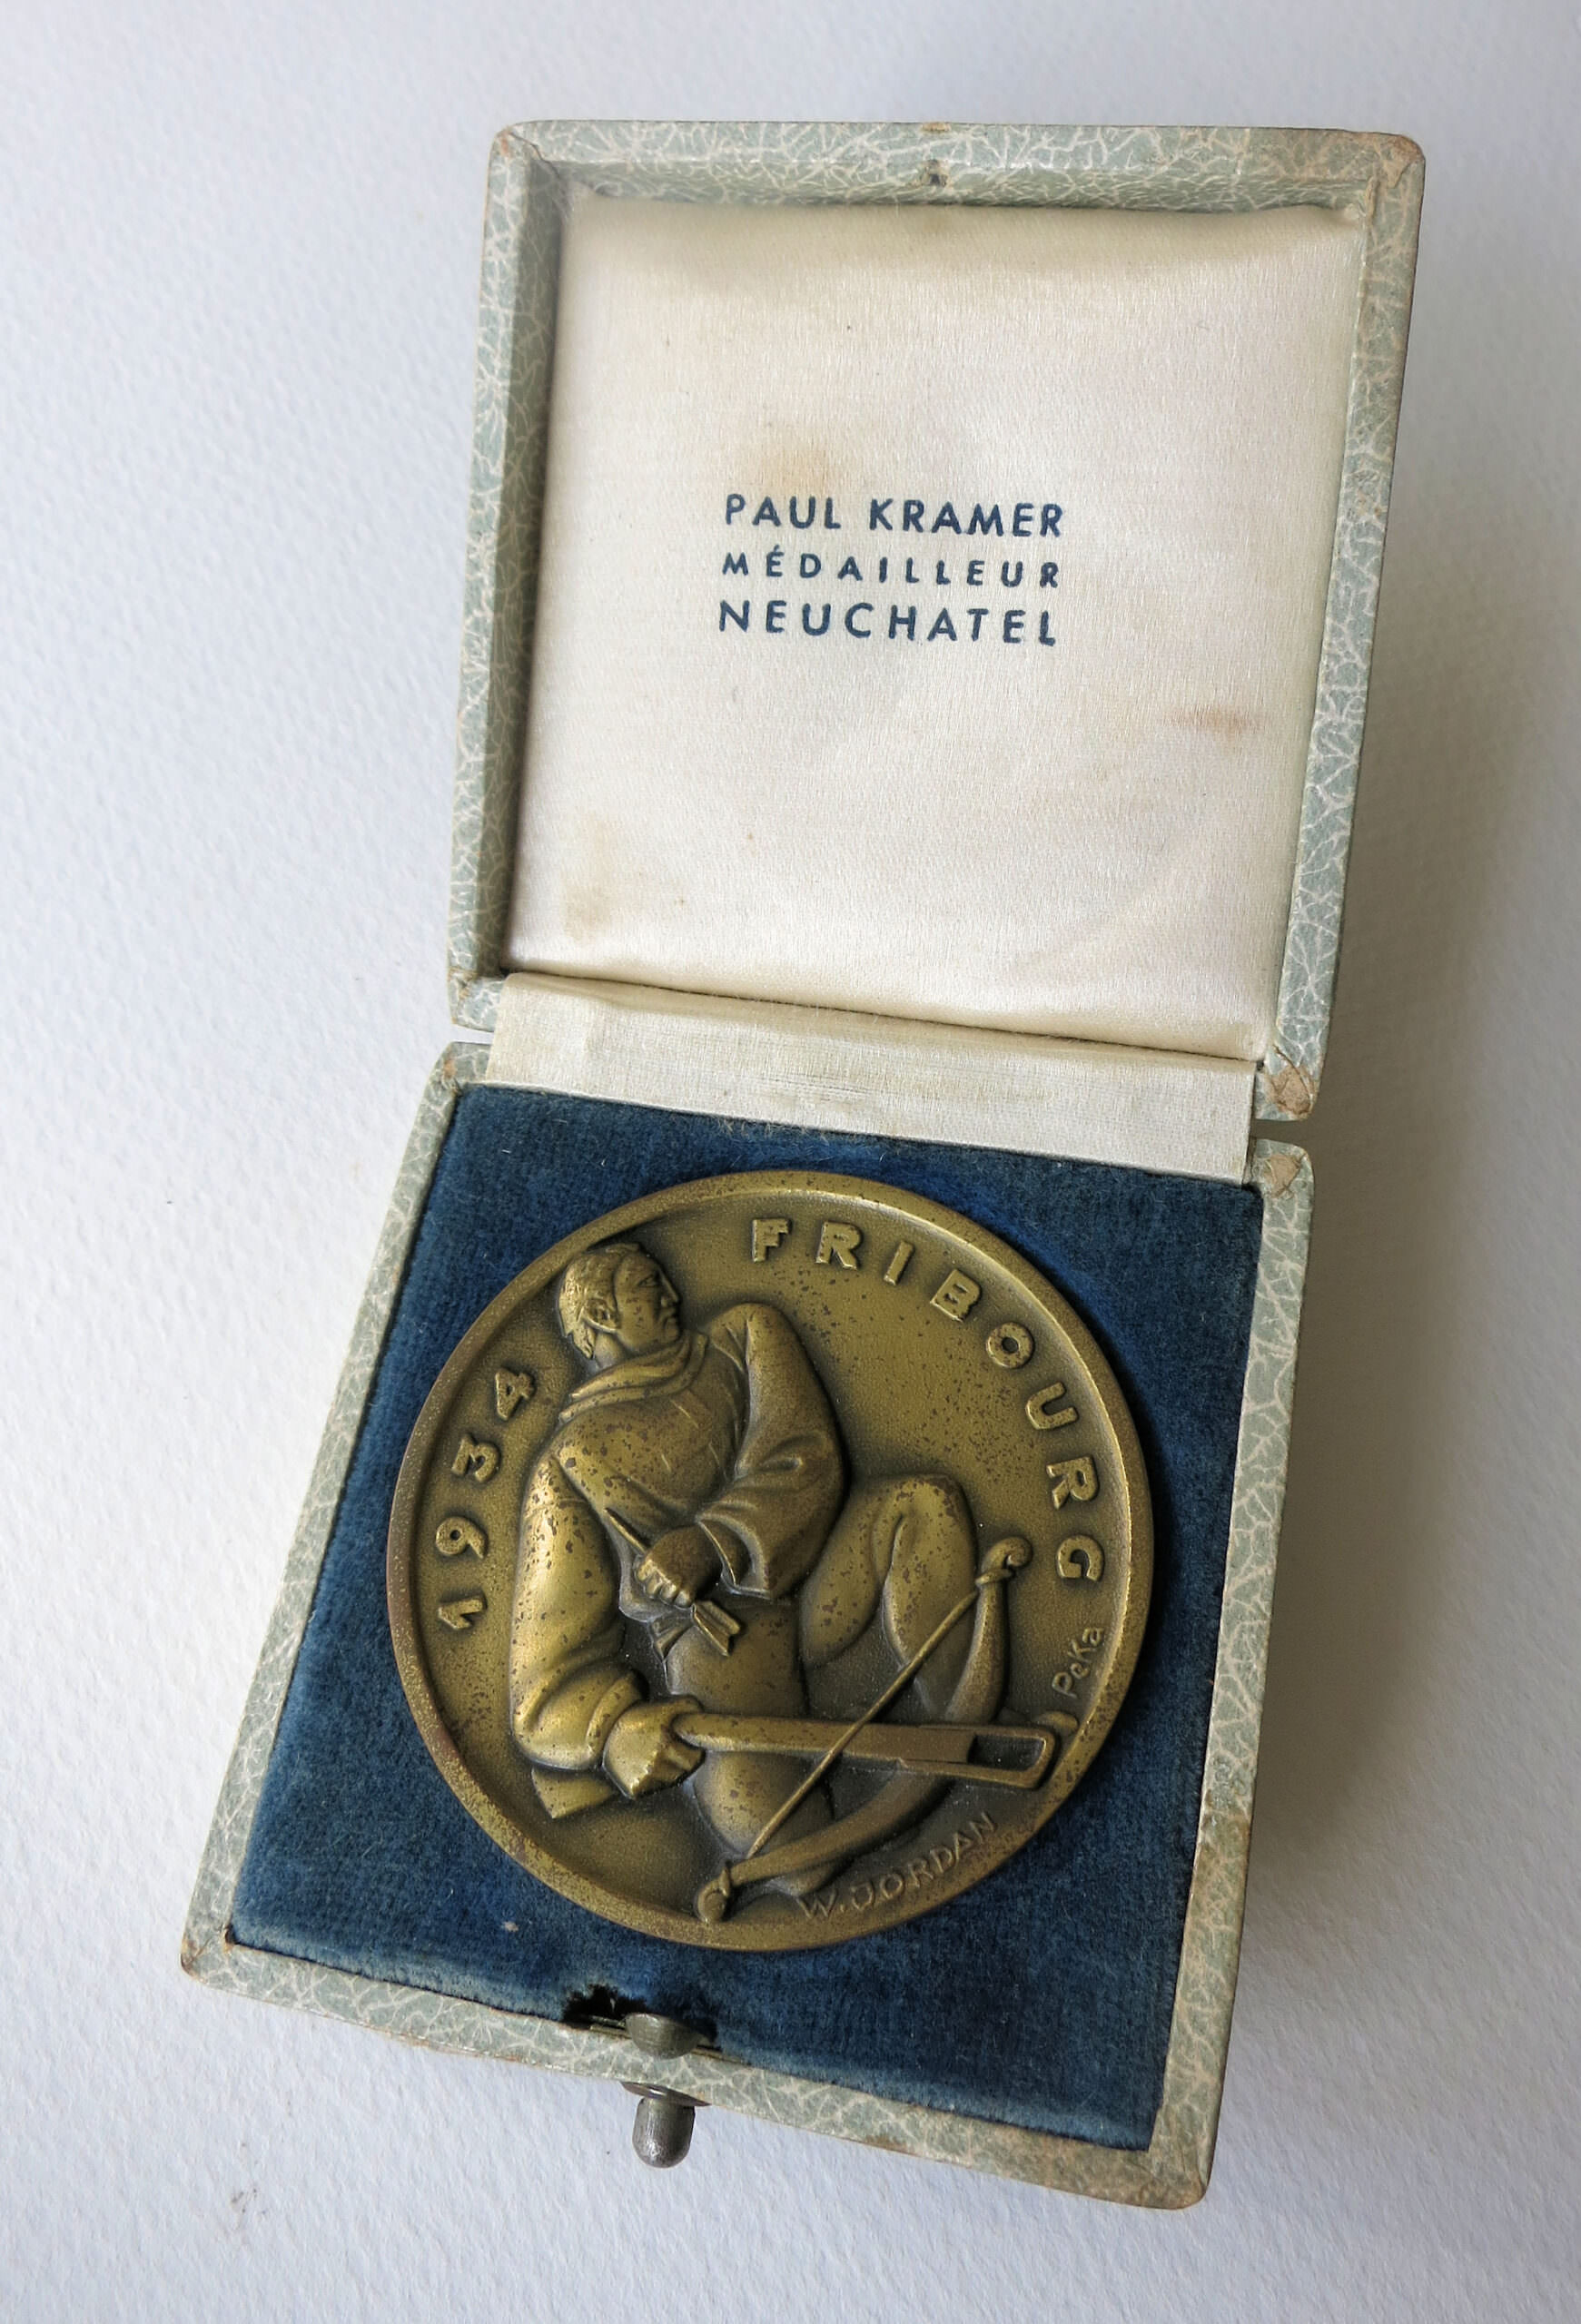 PAUL KRAMER
MÉDAILLEUR
NEUCHATEL
1934
FRIBOURG
PeKa
W. JORDAN